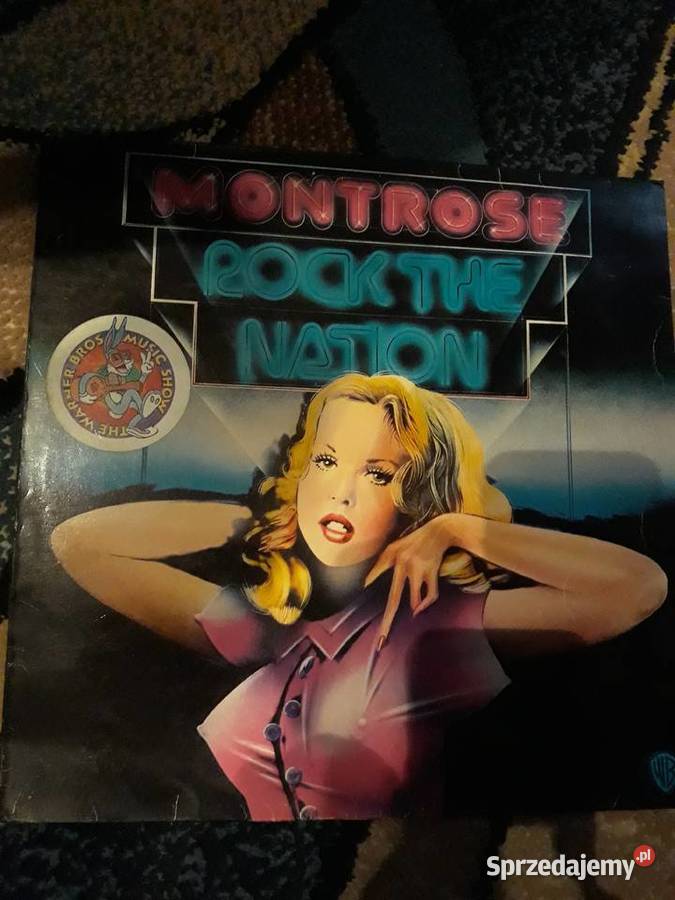 MONTROSE
ROCK THE
NATION
THE WARNER BROS MUSIC SHOW
WB
Sprzedajemy.pl